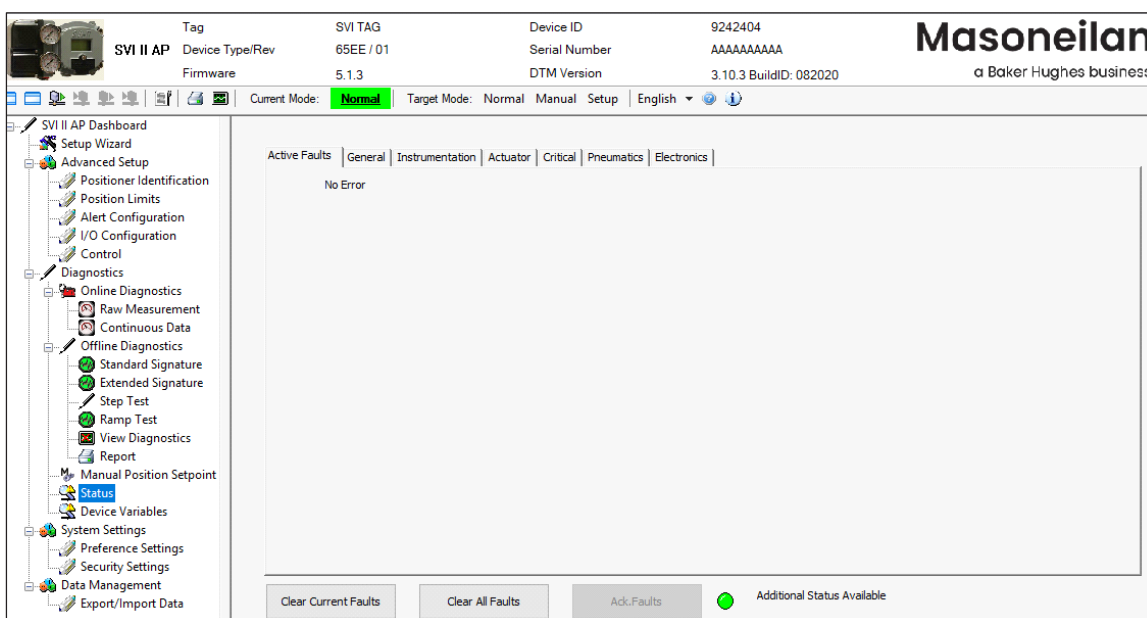 Tag SVI TAG Device ID 9242404
SVI II AP Device Type/Rev 65EE / 01 Serial Number AAAAAAAAAA
Firmware 5.1.3 DTM Version 3.10.3 BuildID: 082020
Masoneilan
a Baker Hughes business
Current Mode: Normal Target Mode: Normal Manual Setup English
SVI II AP Dashboard
Setup Wizard
Advanced Setup
Positioner Identification
Position Limits
Alert Configuration
I/O Configuration
Control
Diagnostics
Online Diagnostics
Raw Measurement
Continuous Data
Offline Diagnostics
Standard Signature
Extended Signature
Step Test
Ramp Test
View Diagnostics
Report
Manual Position Setpoint
Status
Device Variables
System Settings
Preference Settings
Security Settings
Data Management
Export/Import Data
Active Faults General Instrumentation Actuator Critical Pneumatics Electronics
No Error
Clear Current Faults Clear All Faults Ack.Faults Additional Status Available